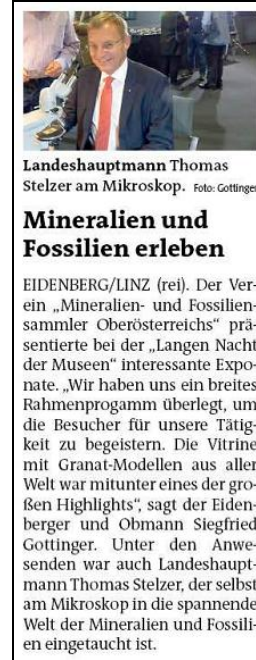 Landeshauptmann Thomas
Stelzer am Mikroskop. Foto: Gottinger
Mineralien und
Fossilien erleben
EIDENBERG/LINZ (rei). Der Ver-
ein „Mineralien- und Fossilien-
sammler Oberösterreichs“ prä-
sentierte bei der „Langen Nacht
der Museen“ interessante Expo-
nate. „Wir haben uns ein breites
Rahmenprogamm überlegt, um
die Besucher für unsere Tätig-
keit zu begeistern. Die Vitrine
mit Granat-Modellen aus aller
Welt war mitunter eines der gro-
ßen Highlights“, sagt der Eiden-
berger und Obmann Siegfried
Gottinger. Unter den Anwe-
senden war auch Landeshaupt-
mann Thomas Stelzer, der selbst
am Mikroskop in die spannende
Welt der Mineralien und Fossili-
en eingetaucht ist.